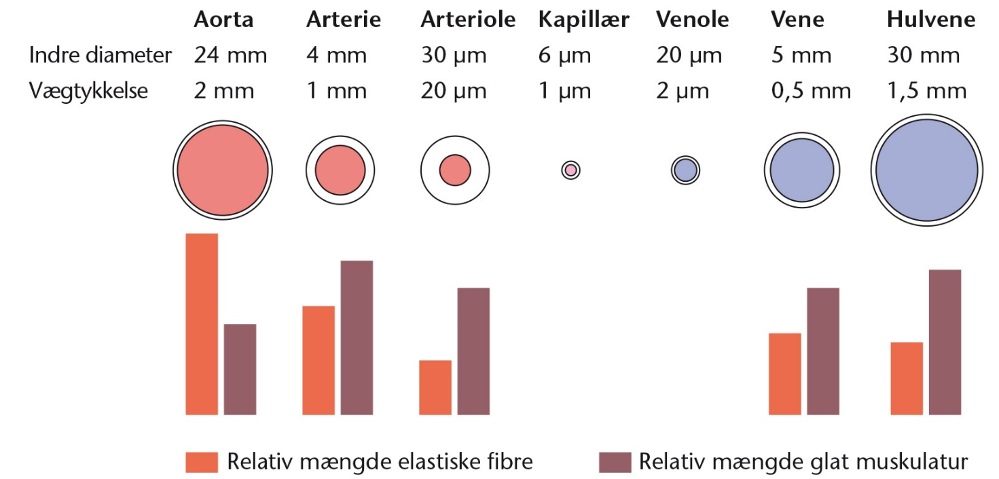 Aorta Arterie Arteriole Kapillær Venole Vene Hulvene
Indre diameter 24 mm 4 mm 30 µm 6 µm 20 µm 5 mm 30 mm
Vægtykkelse 2 mm 1 mm 20 µm 1 µm 2 µm 0,5 mm 1,5 mm
Relativ mængde elastiske fibre Relativ mængde glat muskulatur